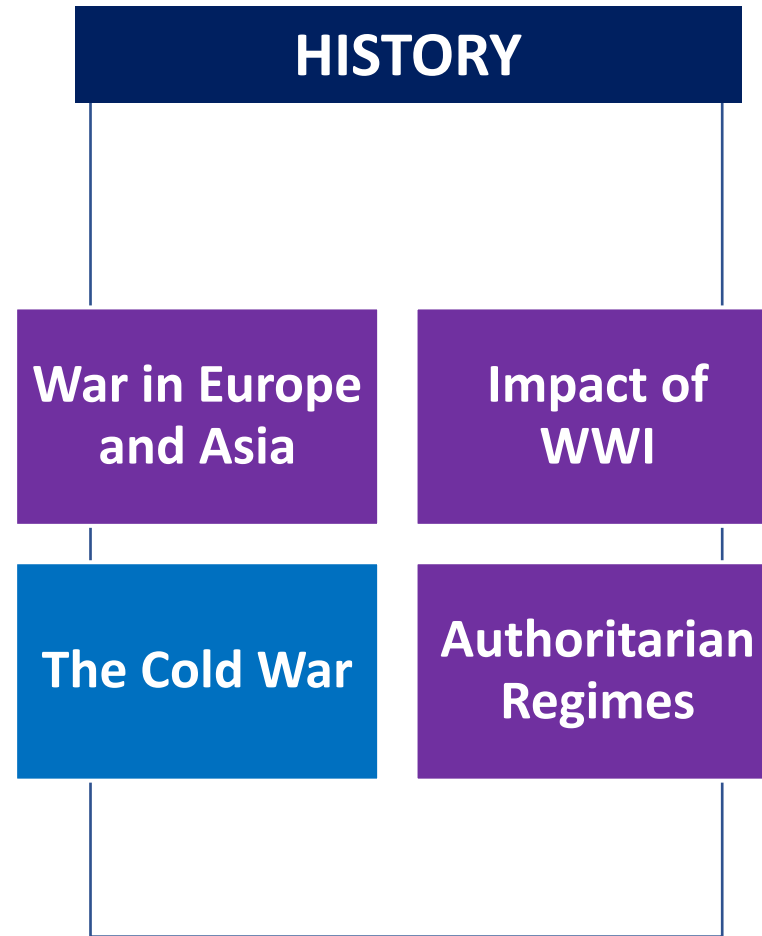 HISTORY
War in Europe
and Asia
Impact of
WWI
The Cold War
Authoritarian
Regimes